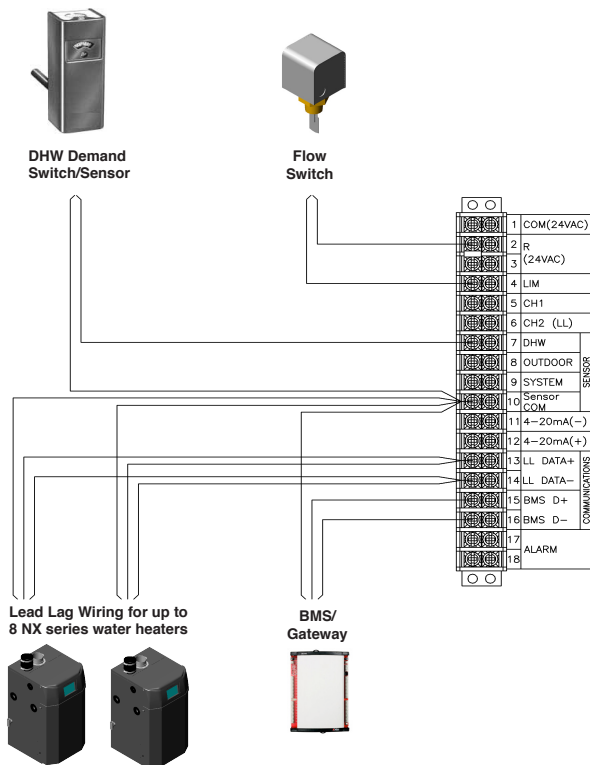 DHW Demand
Switch/Sensor
Flow
Switch
1 COM(24VAC)
2 R
3 (24VAC)
4 LIM
5 CH1
6 CH2 (LL)
7 DHW
8 OUTDOOR
9 SYSTEM
10 Sensor
COM
SENSOR
11 4-20mA(-)
12 4-20mA(+)
13 LL DATA+
14 LL DATA-
15 BMS D+
16 BMS D-
COMMUNICATIONS
17
ALARM
18
Lead Lag Wiring for up to
8 NX series water heaters
BMS/
Gateway